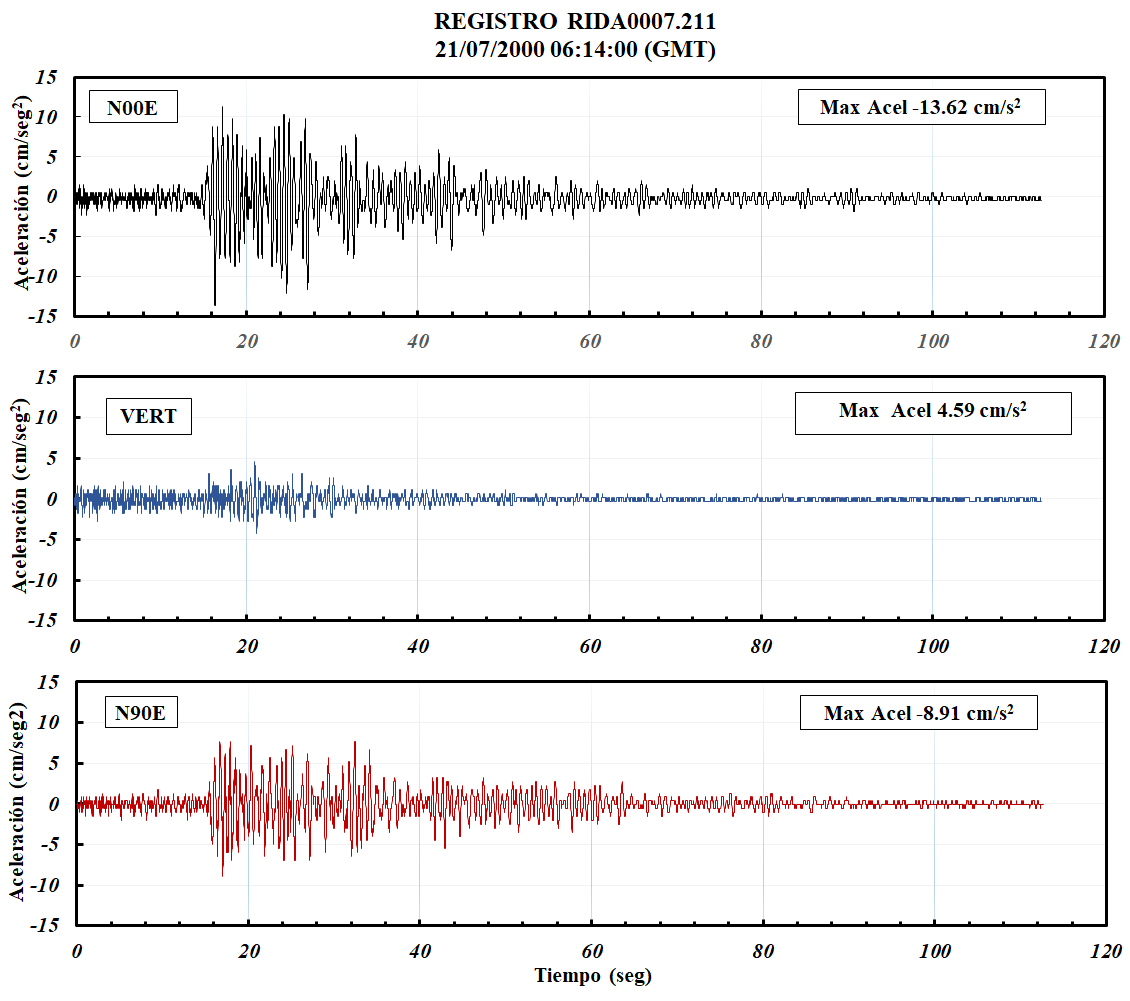 REGISTRO RIDA0007.211
21/07/2000 06:14:00 (GMT)
Aceleración (cm/seg²)
15
10
5
0
-5
-10
-15
N00E
Max Acel -13.62 cm/s²
0 20 40 60 80 100 120
Aceleración (cm/seg²)
15
10
5
0
-5
-10
-15
VERT
Max Acel 4.59 cm/s²
0 20 40 60 80 100 120
Aceleración (cm/seg2)
15
10
5
0
-5
-10
-15
N90E
Max Acel -8.91 cm/s²
0 20 40 60 80 100 120
Tiempo (seg)